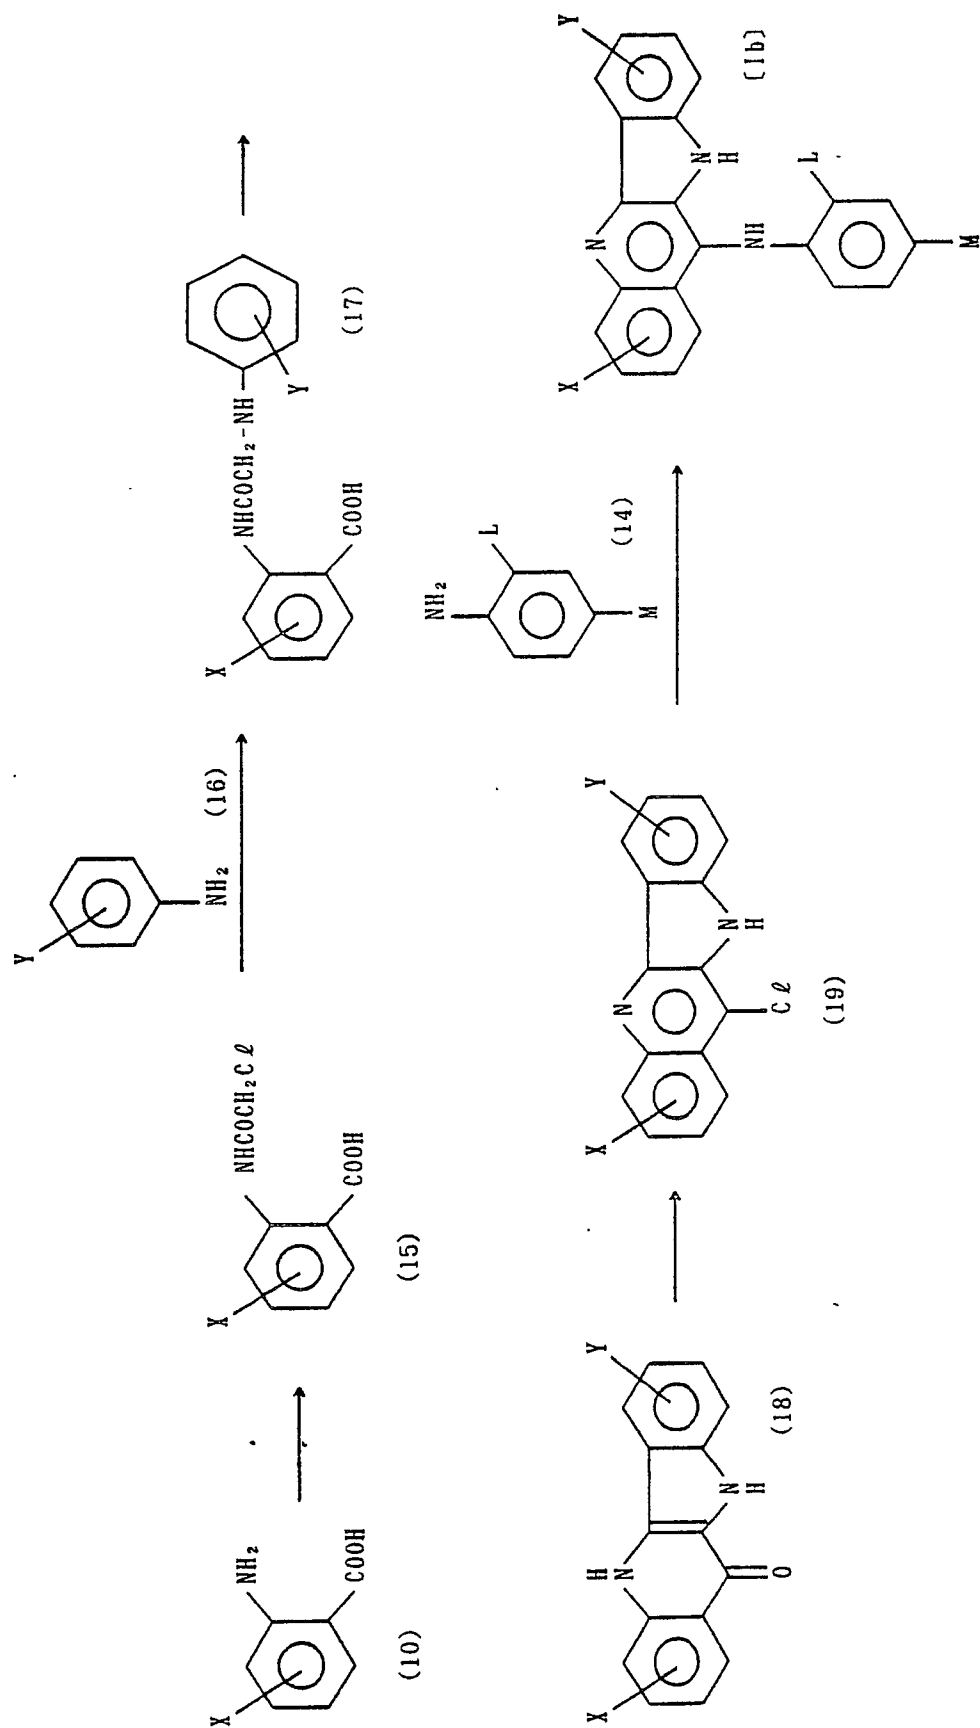 X
NH₂
COOH
(10)
X
NHCOCH₂Cℓ
COOH
(15)
Y
NH₂
(16)
X
NHCOCH₂-NH
COOH
Y
(17)
X
H
N
O
N
H
Y
(18)
X
N
Cℓ
N
H
Y
(19)
NH₂
L
M
(14)
X
N
N
H
Y
NH
L
M
[1b]